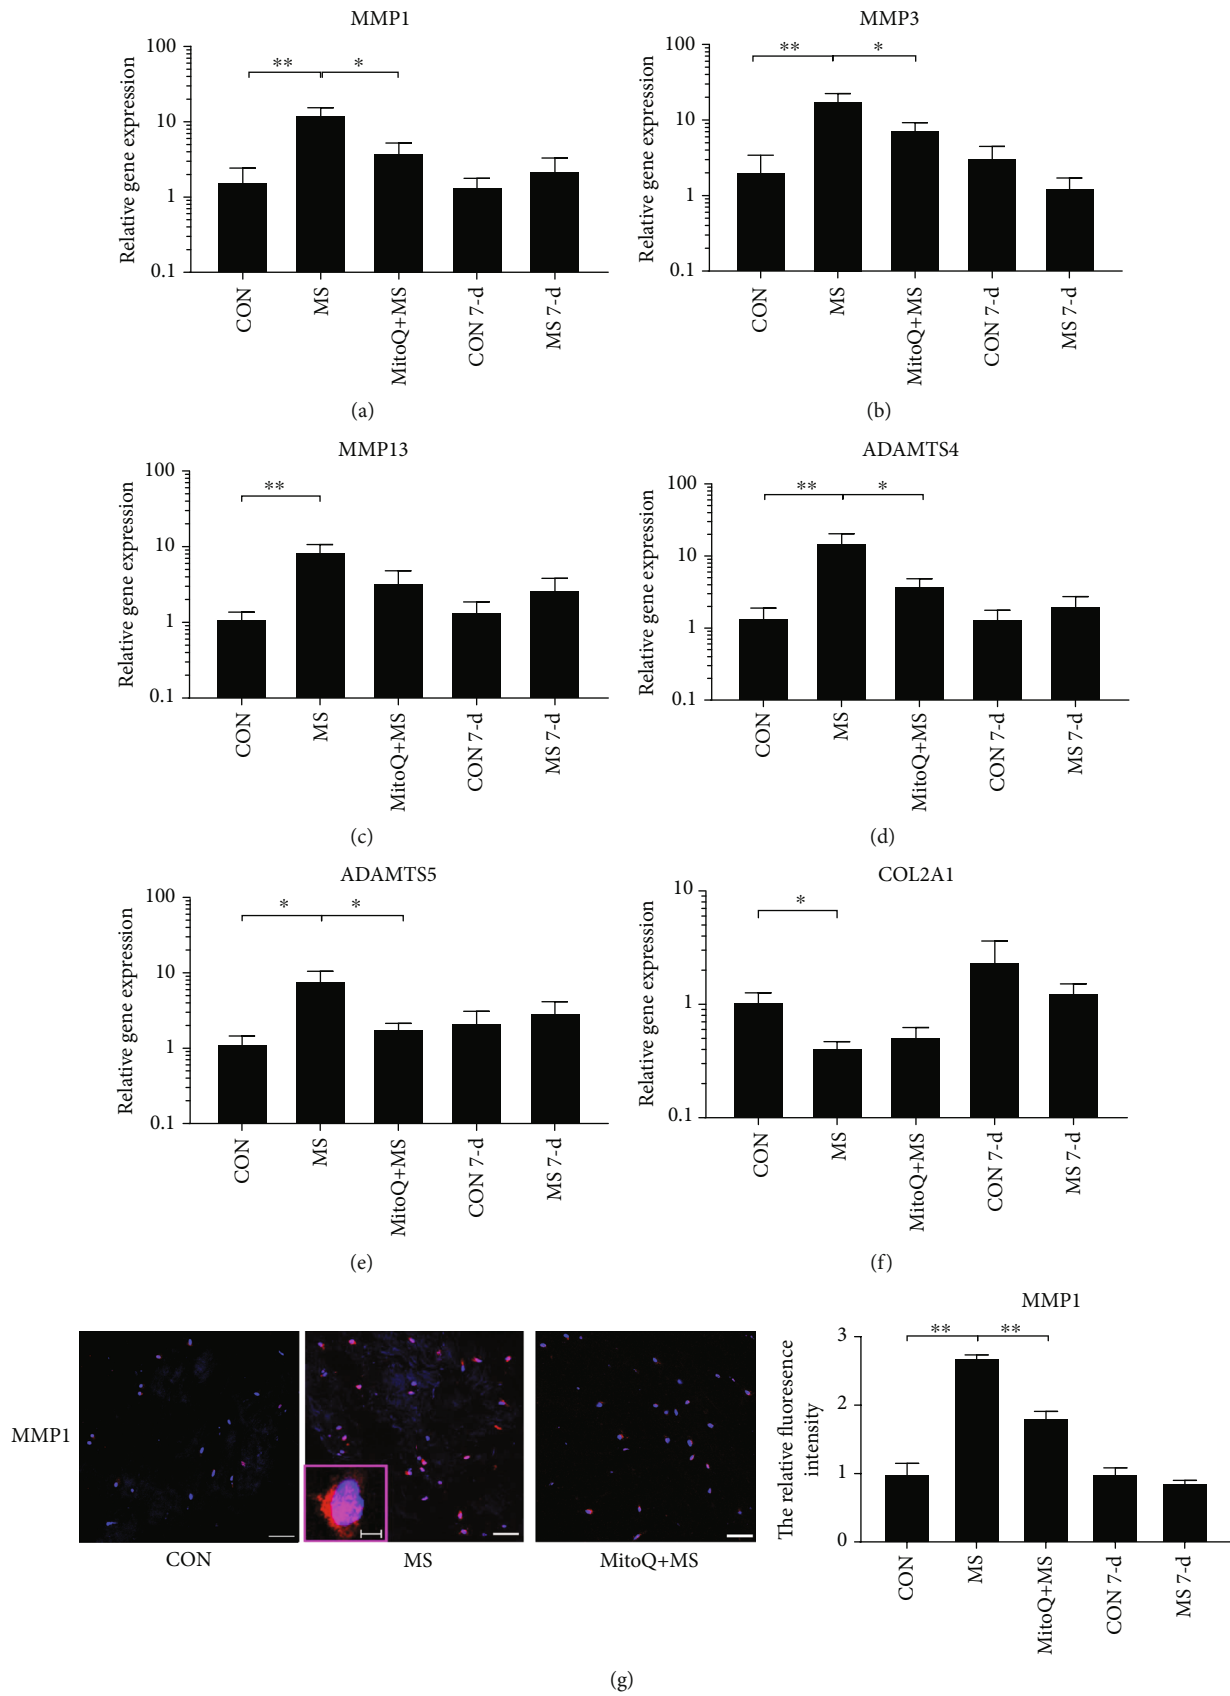 MMP1
Relative gene expression
100
10
1
0.1
** *
CON
MS
MitoQ+MS
CON 7-d
MS 7-d
(a)
MMP3
Relative gene expression
100
10
1
0.1
** *
CON
MS
MitoQ+MS
CON 7-d
MS 7-d
(b)
MMP13
Relative gene expression
100
10
1
0.1
**
CON
MS
MitoQ+MS
CON 7-d
MS 7-d
(c)
ADAMTS4
Relative gene expression
100
10
1
0.1
** *
CON
MS
MitoQ+MS
CON 7-d
MS 7-d
(d)
ADAMTS5
Relative gene expression
100
10
1
0.1
* *
CON
MS
MitoQ+MS
CON 7-d
MS 7-d
(e)
COL2A1
Relative gene expression
10
1
0.1
*
CON
MS
MitoQ+MS
CON 7-d
MS 7-d
(f)
MMP1
CON
MS
MitoQ+MS
MMP1
The relative fluoresence
intensity
3
2
1
0
** **
CON
MS
MitoQ+MS
CON 7-d
MS 7-d
(g)